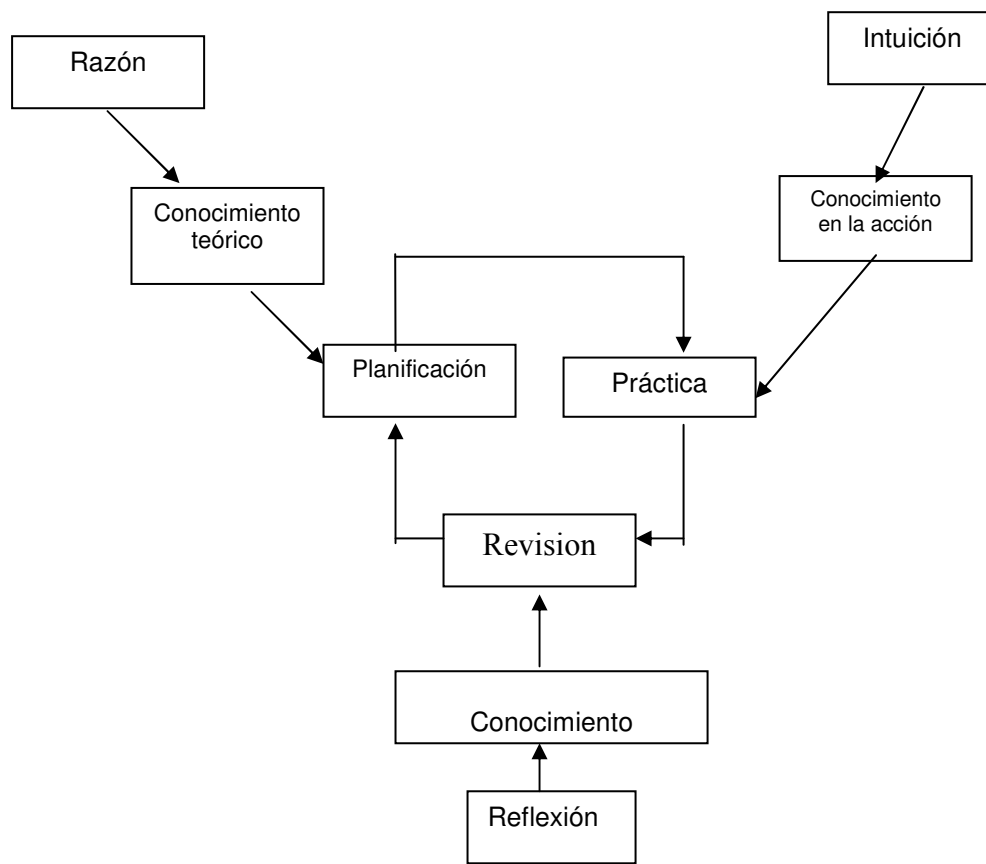 Razón
Intuición
Conocimiento
teórico
Conocimiento
en la acción
Planificación
Práctica
Revision
Conocimiento
Reflexión